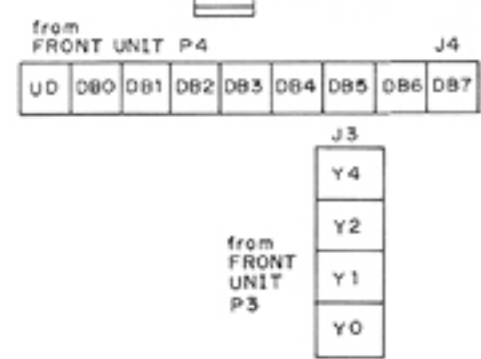 from
FRONT UNIT P4
J4
UD DB0 DB1 DB2 DB3 DB4 DB5 DB6 DB7
J3
Y4
Y2
from
FRONT
UNIT
P3
Y1
Y0